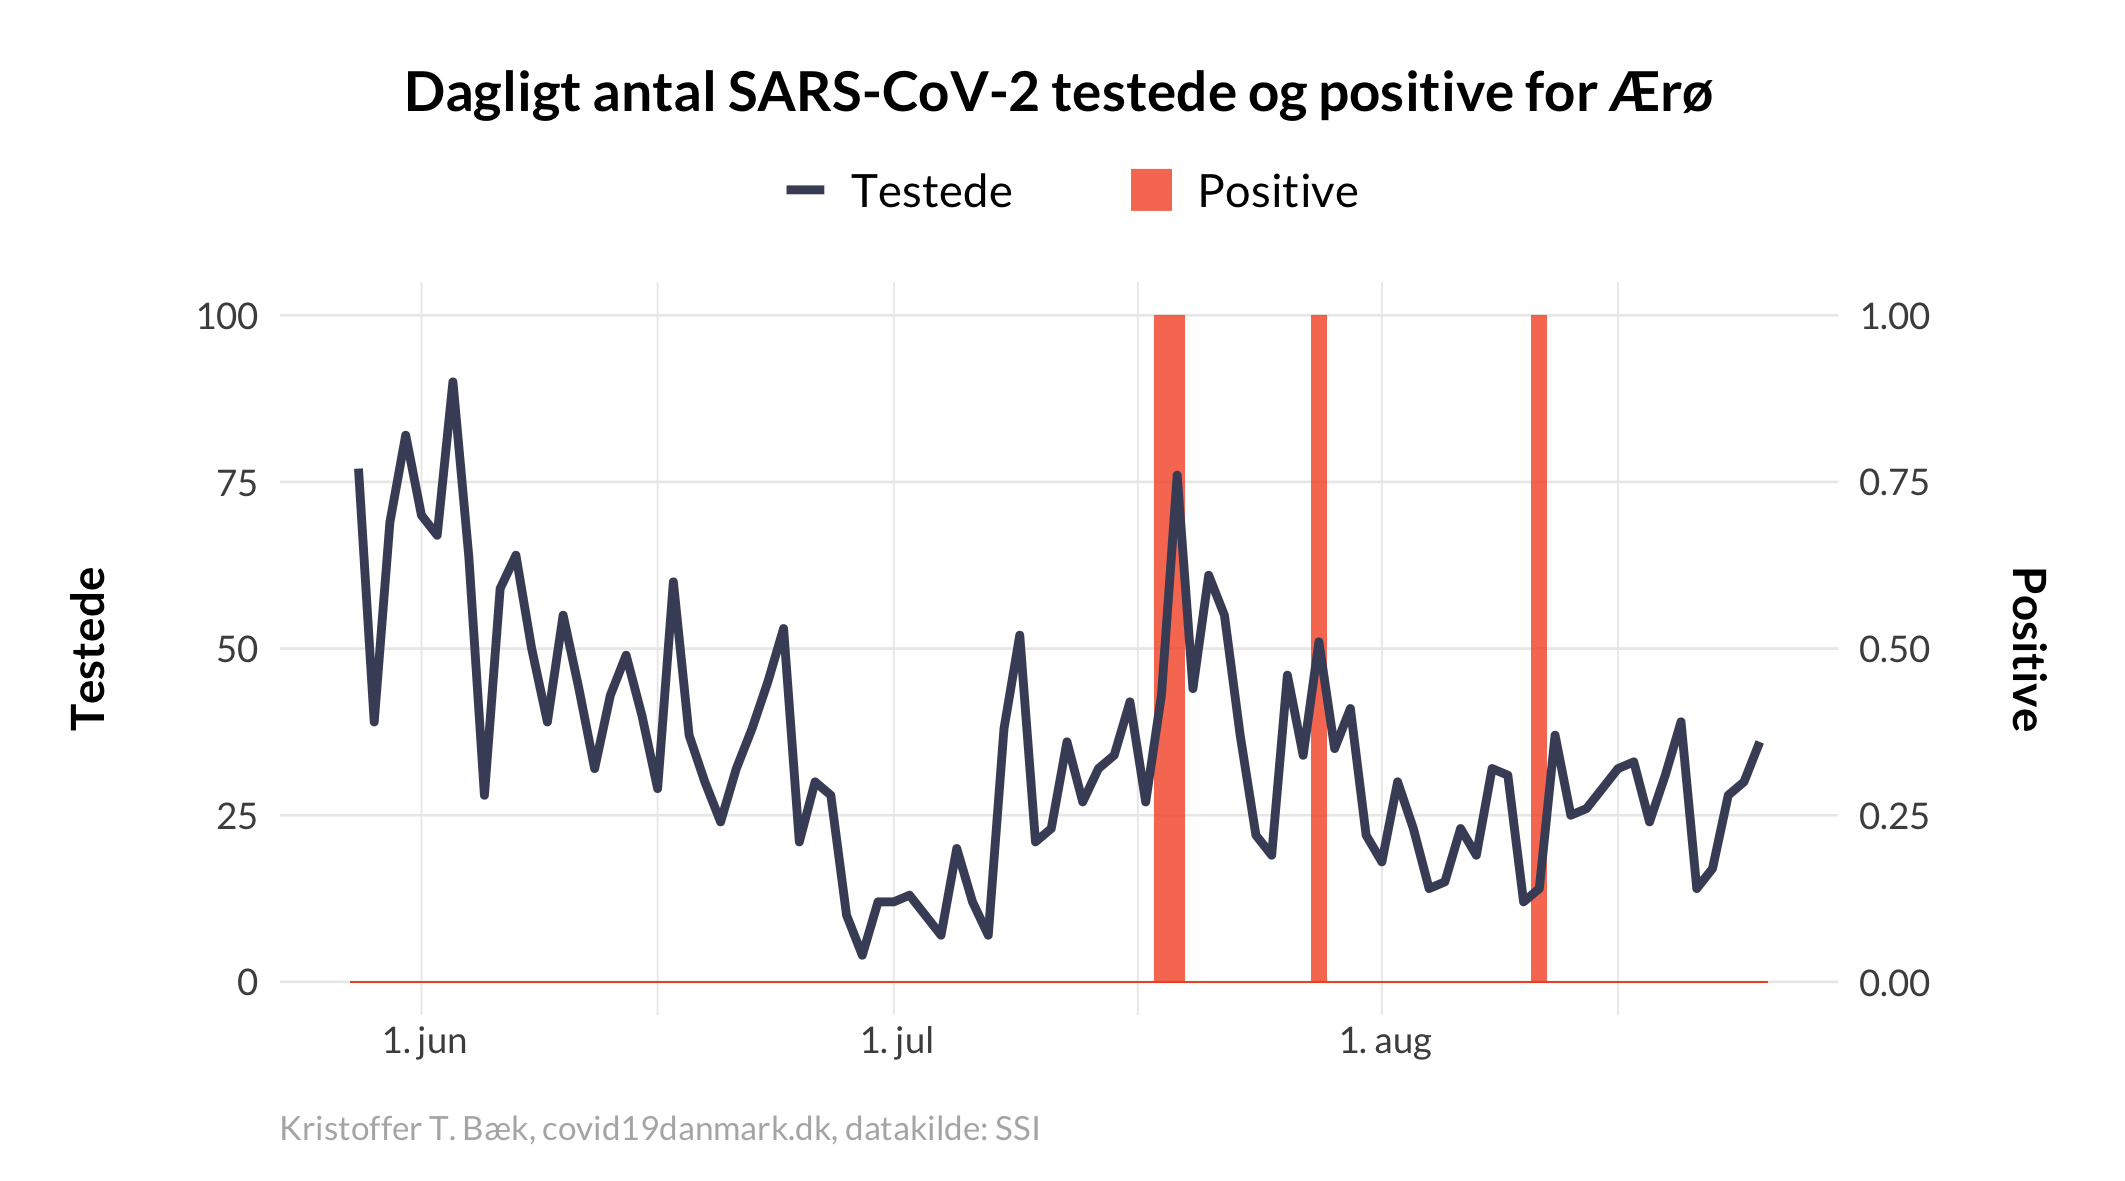 Dagligt antal SARS-CoV-2 testede og positive for Ærø
Testede Positive
100 1.00
75 0.75
50 0.50
25 0.25
0 0.00
Testede
Positive
1. jun 1. jul 1. aug
Kristoffer T. Bæk, covid19danmark.dk, datakilde: SSI